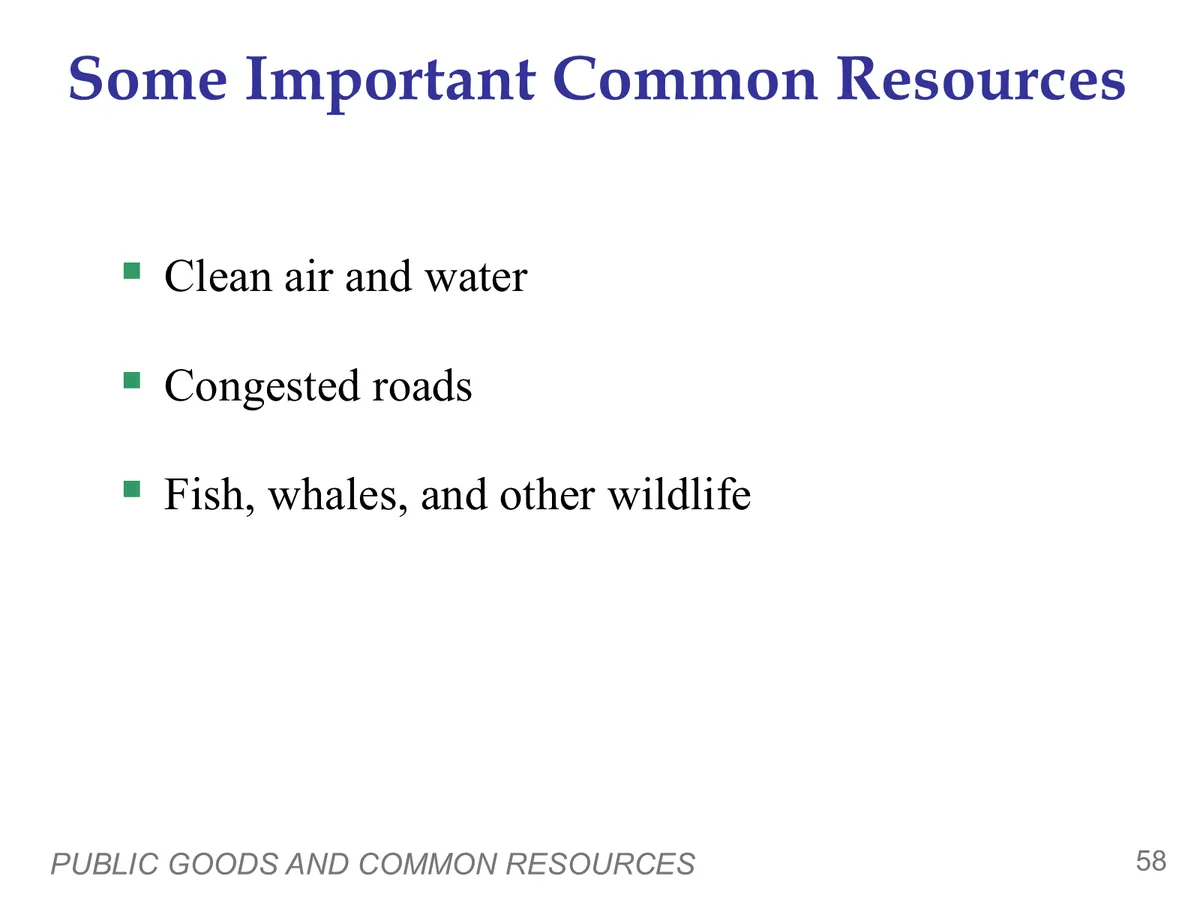 Some Important Common Resources
Clean air and water
Congested roads
Fish, whales, and other wildlife
PUBLIC GOODS AND COMMON RESOURCES
58